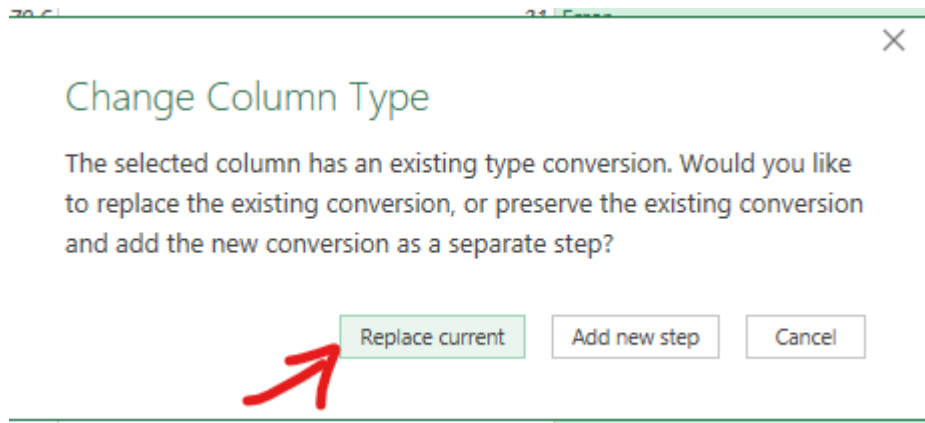 Change Column Type
The selected column has an existing type conversion. Would you like
to replace the existing conversion, or preserve the existing conversion
and add the new conversion as a separate step?
Replace current Add new step Cancel